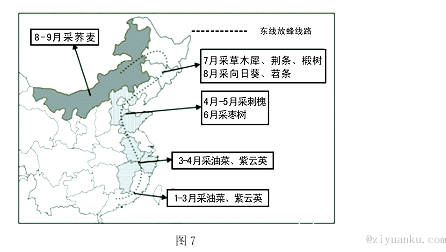 8-9月采荞麦
东线放蜂线路
7月采草木犀、荆条、椴树
8月采向日葵、苕条
4月-5月采刺槐
6月采枣树
3-4月采油菜、紫云英
1-3月采油菜、紫云英
图7
@ziyuanku.com